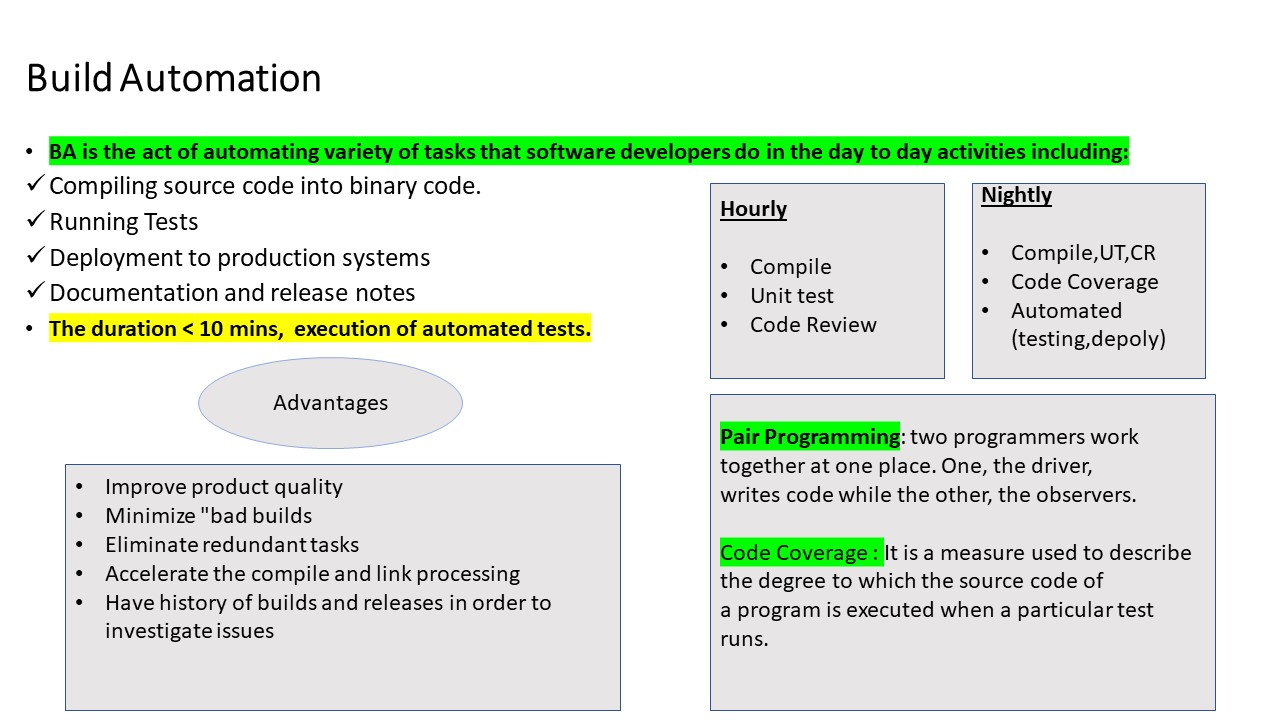 Build Automation
• BA is the act of automating variety of tasks that software developers do in the day to day activities including:
✓ Compiling source code into binary code.
✓ Running Tests
✓ Deployment to production systems
✓ Documentation and release notes
• The duration < 10 mins, execution of automated tests.
Advantages
• Improve product quality
• Minimize "bad builds
• Eliminate redundant tasks
• Accelerate the compile and link processing
• Have history of builds and releases in order to
investigate issues
Hourly
• Compile
• Unit test
• Code Review
Nightly
• Compile,UT,CR
• Code Coverage
• Automated
(testing,depoly)
Pair Programming: two programmers work
together at one place. One, the driver,
writes code while the other, the observers.
Code Coverage : It is a measure used to describe
the degree to which the source code of
a program is executed when a particular test
runs.